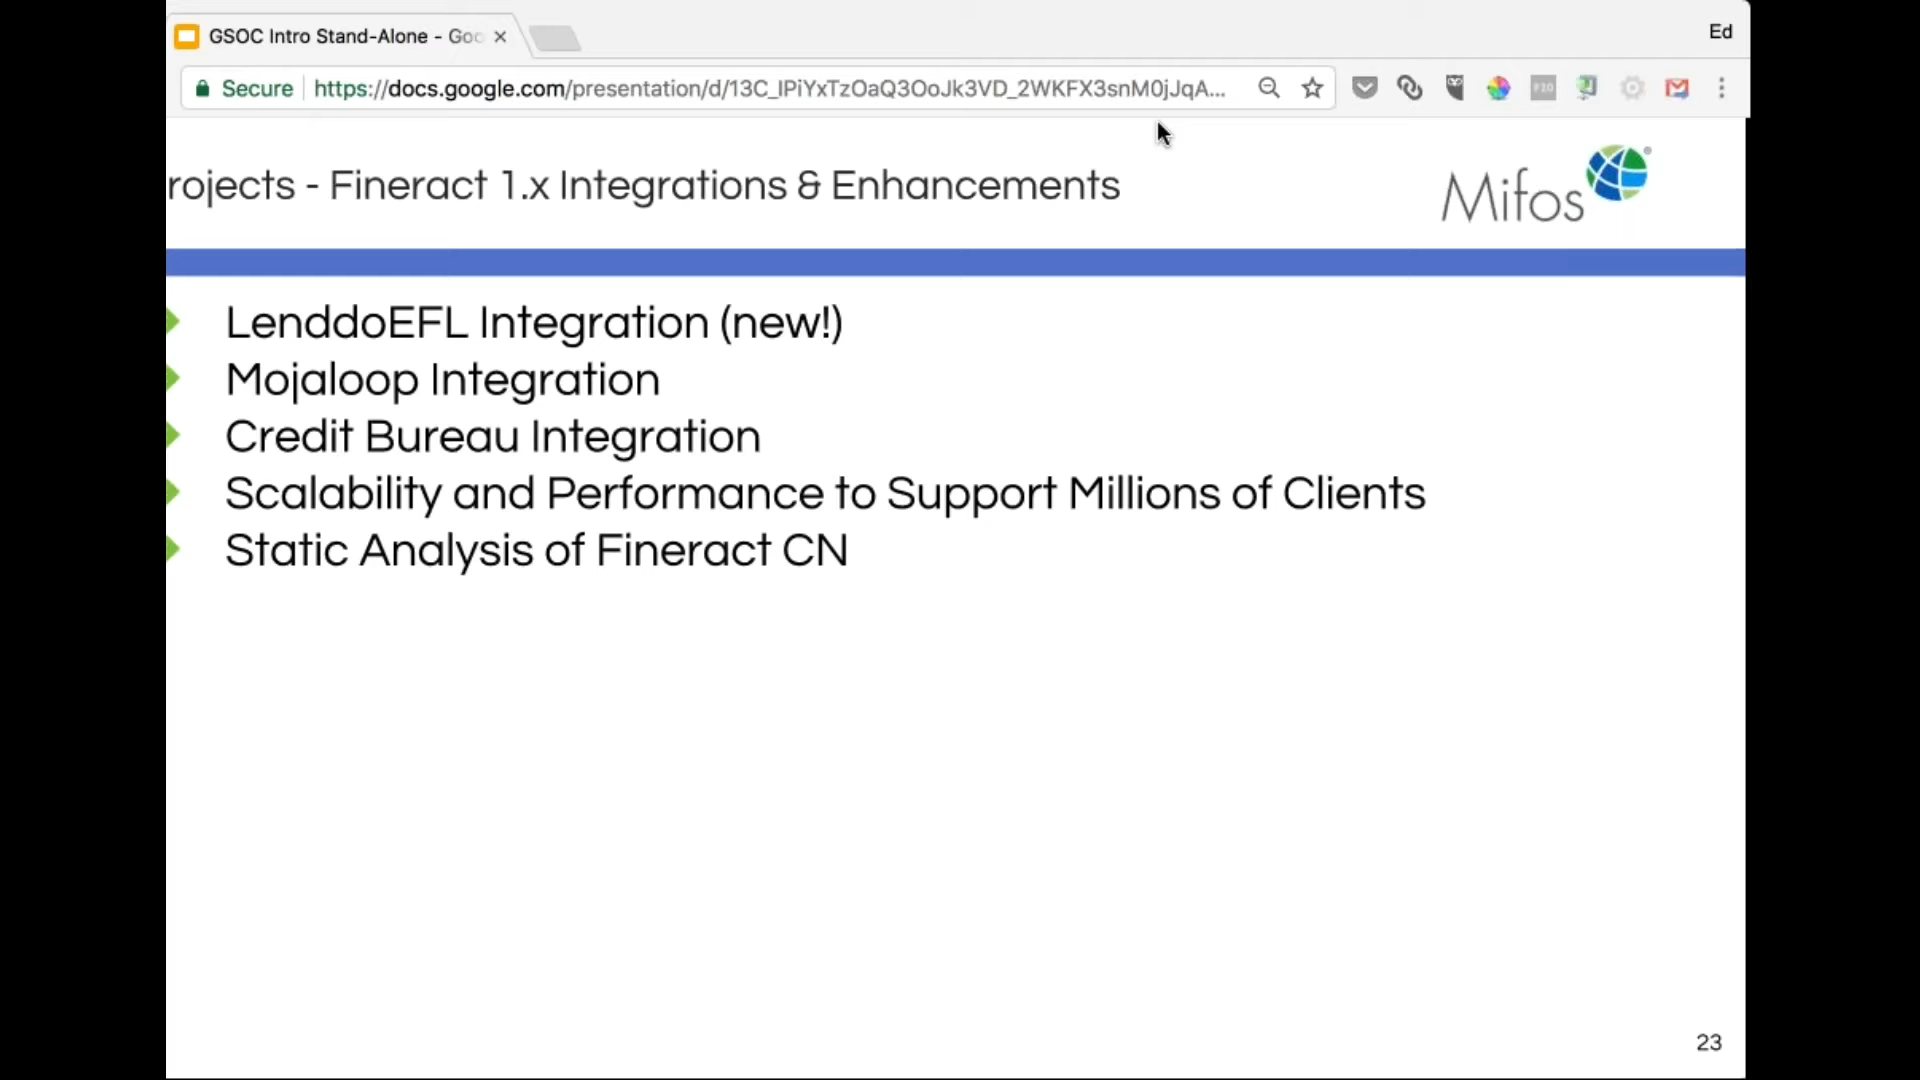 GSOC Intro Stand-Alone - Goo
Ed
Secure https://docs.google.com/presentation/d/13C_IPiYxTzOaQ3OoJk3VD_2WKFX3snM0jJqA...
rojects - Fineract 1.x Integrations & Enhancements
Mifos®
LenddoEFL Integration (new!)
Mojaloop Integration
Credit Bureau Integration
Scalability and Performance to Support Millions of Clients
Static Analysis of Fineract CN
23